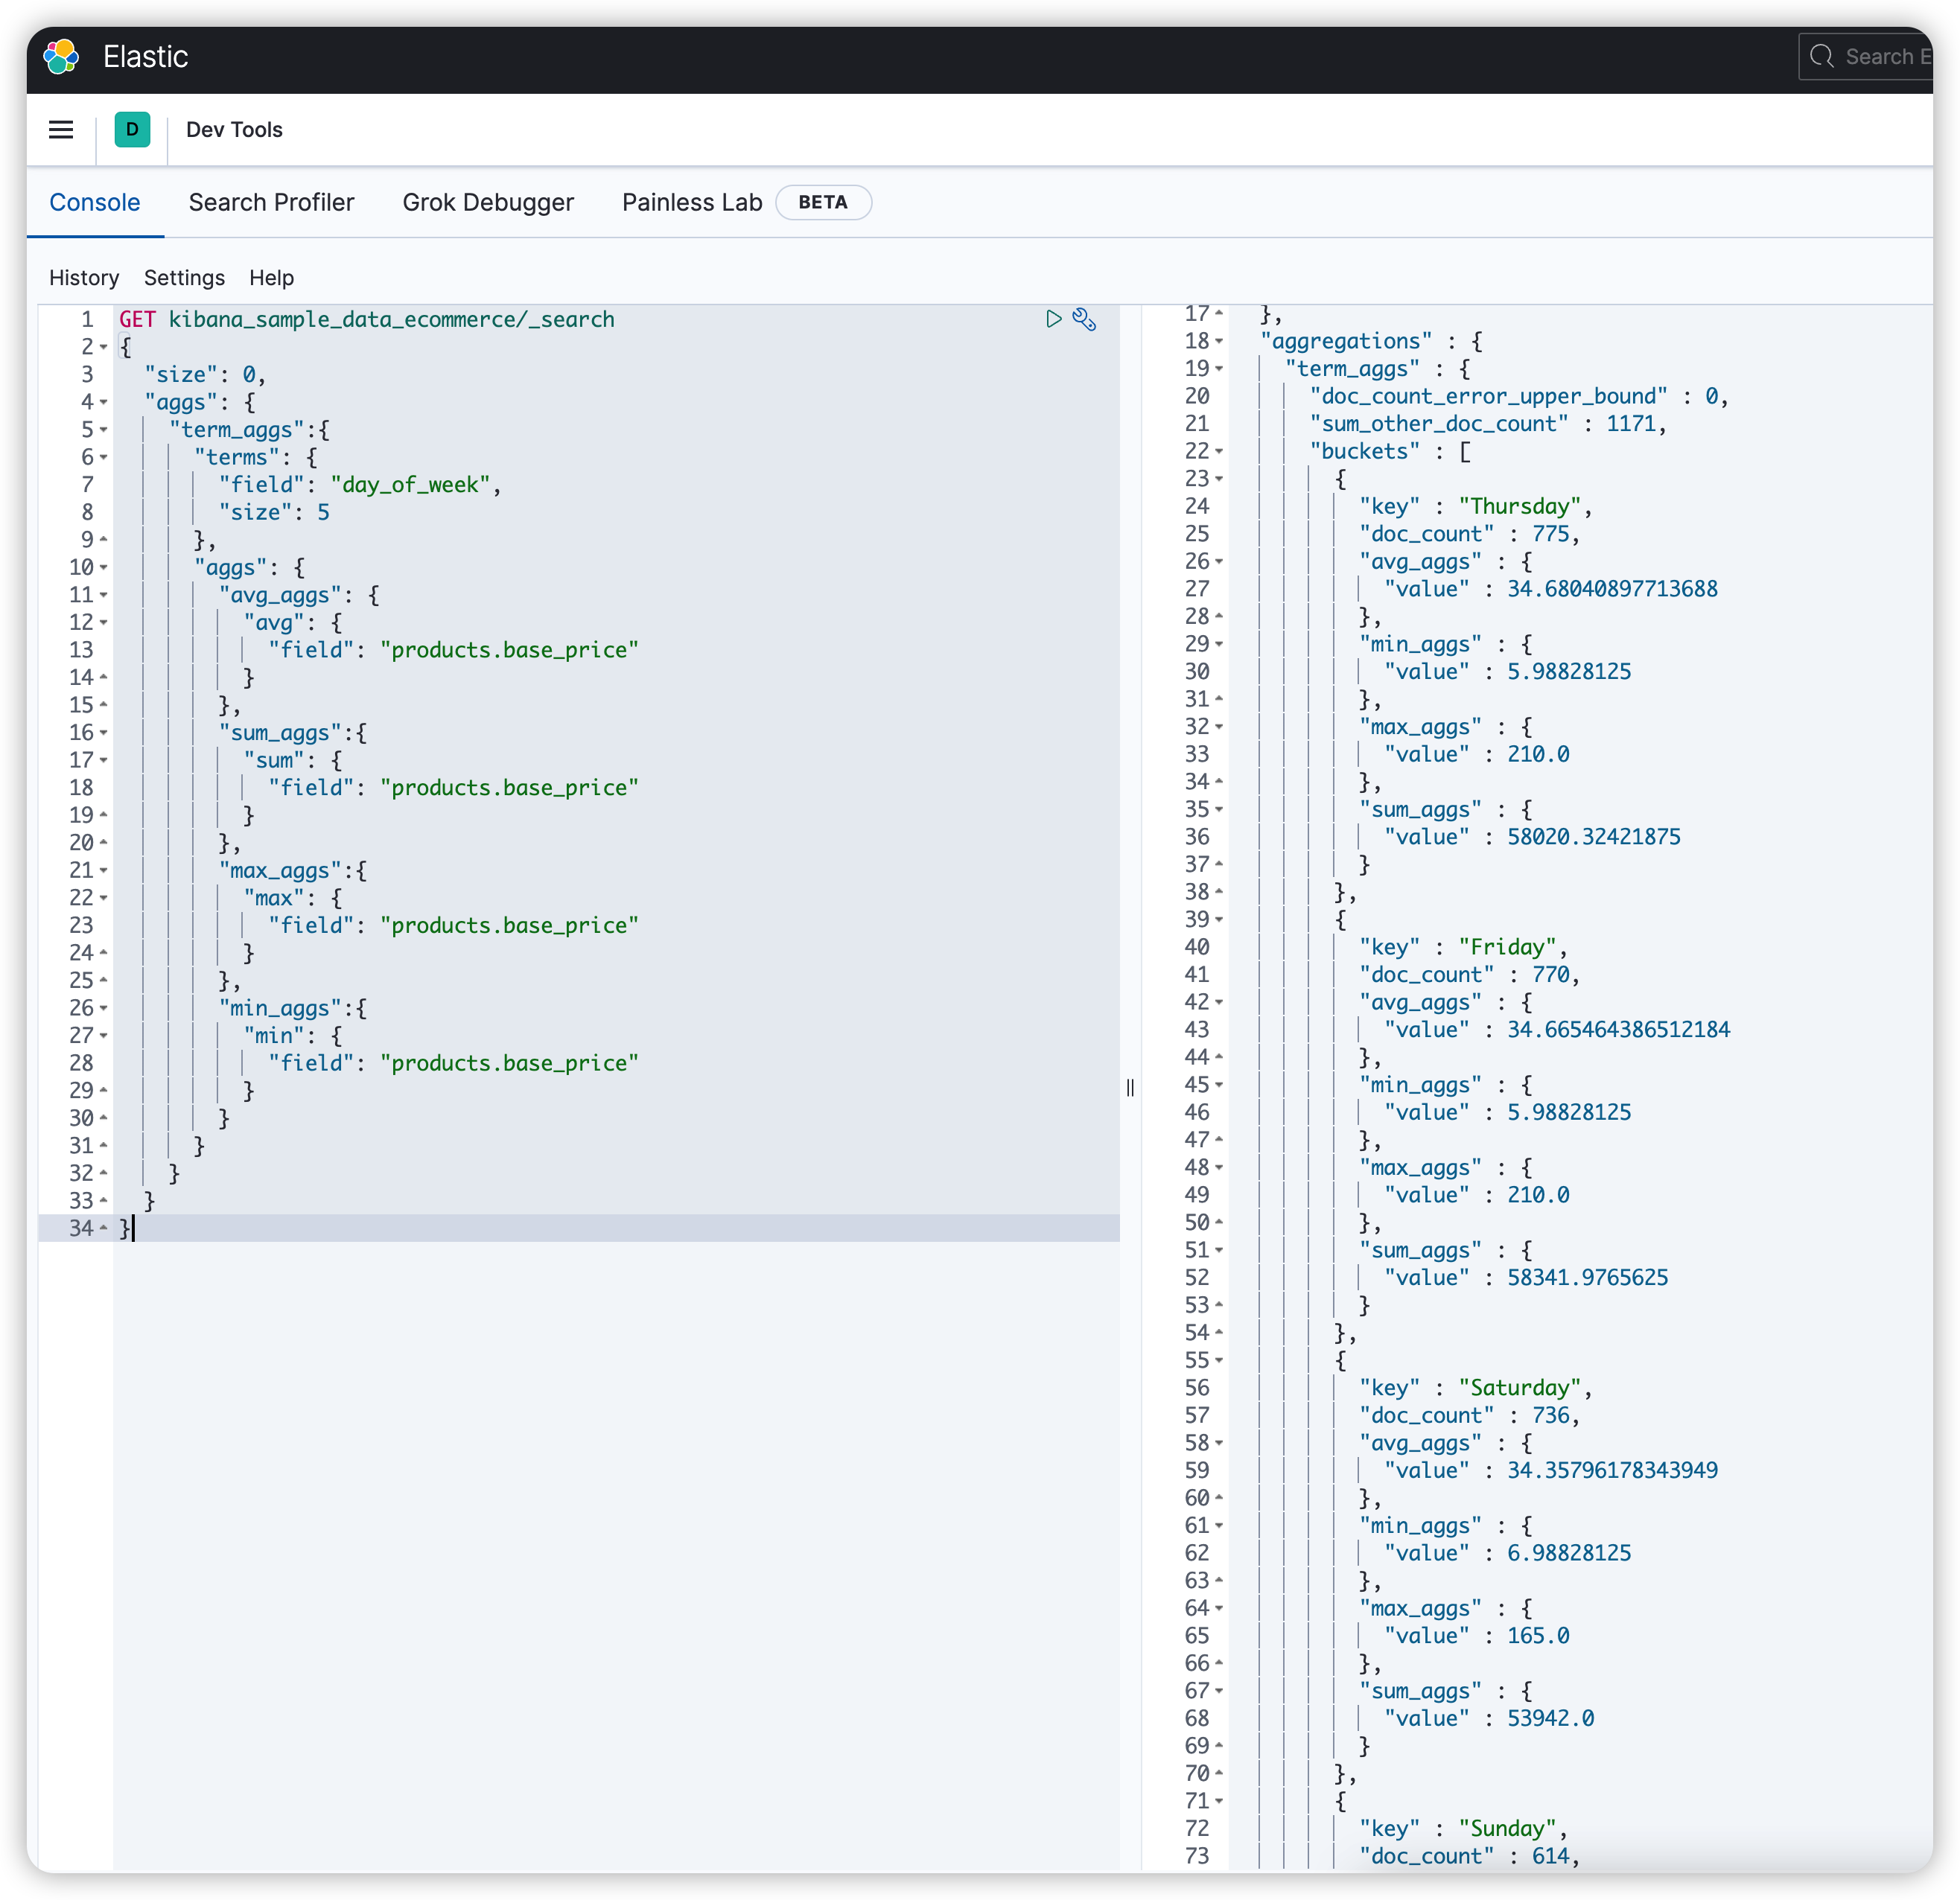 Elastic
Search E
D
Dev Tools
Console Search Profiler Grok Debugger Painless Lab BETA
History Settings Help
1 GET kibana_sample_data_ecommerce/_search
2 {
3 "size": 0,
4 "aggs": {
5 "term_aggs":{
6 "terms": {
7 "field": "day_of_week",
8 "size": 5
9 },
10 "aggs": {
11 "avg_aggs": {
12 "avg": {
13 "field": "products.base_price"
14 }
15 },
16 "sum_aggs":{
17 "sum": {
18 "field": "products.base_price"
19 }
20 },
21 "max_aggs":{
22 "max": {
23 "field": "products.base_price"
24 }
25 },
26 "min_aggs":{
27 "min": {
28 "field": "products.base_price"
29 }
30 }
31 }
32 }
33 }
34 }
17 },
18 "aggregations" : {
19 "term_aggs" : {
20 "doc_count_error_upper_bound" : 0,
21 "sum_other_doc_count" : 1171,
22 "buckets" : [
23 {
24 "key" : "Thursday",
25 "doc_count" : 775,
26 "avg_aggs" : {
27 "value" : 34.68040897713688
28 },
29 "min_aggs" : {
30 "value" : 5.98828125
31 },
32 "max_aggs" : {
33 "value" : 210.0
34 },
35 "sum_aggs" : {
36 "value" : 58020.32421875
37 }
38 },
39 {
40 "key" : "Friday",
41 "doc_count" : 770,
42 "avg_aggs" : {
43 "value" : 34.665464386512184
44 },
45 "min_aggs" : {
46 "value" : 5.98828125
47 },
48 "max_aggs" : {
49 "value" : 210.0
50 },
51 "sum_aggs" : {
52 "value" : 58341.9765625
53 }
54 },
55 {
56 "key" : "Saturday",
57 "doc_count" : 736,
58 "avg_aggs" : {
59 "value" : 34.35796178343949
60 },
61 "min_aggs" : {
62 "value" : 6.98828125
63 },
64 "max_aggs" : {
65 "value" : 165.0
66 },
67 "sum_aggs" : {
68 "value" : 53942.0
69 }
70 },
71 {
72 "key" : "Sunday",
73 "doc_count" : 614,